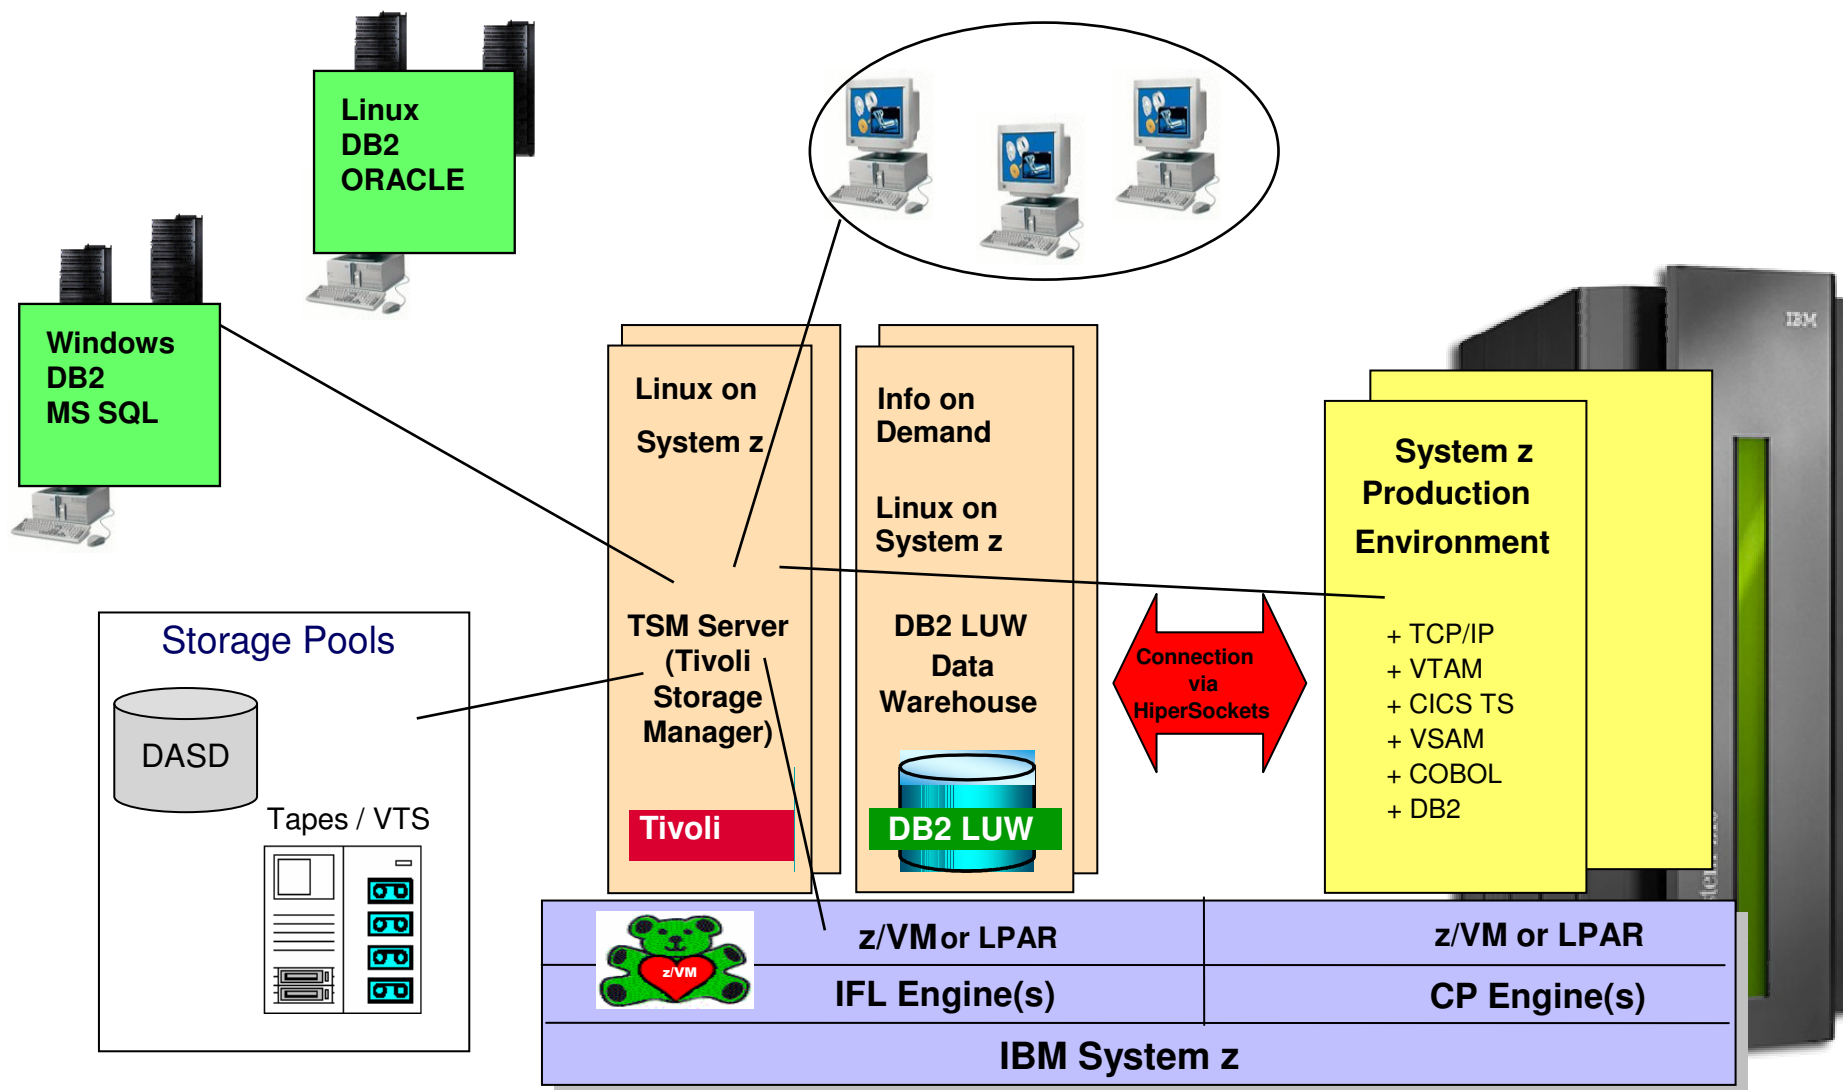 Linux
DB2
ORACLE
Windows
DB2
MS SQL
IBM
Linux on
System z
TSM Server
(Tivoli
Storage
Manager)
Tivoli
Info on
Demand
Linux on
System z
DB2 LUW
Data
Warehouse
DB2 LUW
Connection
via
HiperSockets
System z
Production
Environment
+ TCP/IP
+ VTAM
+ CICS TS
+ VSAM
+ COBOL
+ DB2
Storage Pools
DASD
Tapes / VTS
z/VM
z/VM or LPAR
z/VM or LPAR
IFL Engine(s)
CP Engine(s)
IBM System z